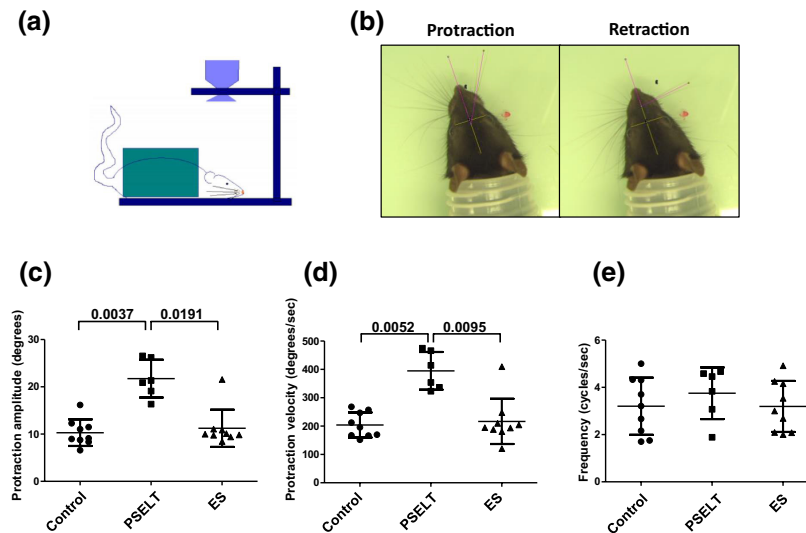 (a)
(b)
Protraction Retraction
(c)
0.0037 0.0191
Protraction amplitude (degrees)
30
20
10
0
Control PSELT ES
(d)
0.0052 0.0095
Protraction velocity (degrees/sec)
500
400
300
200
100
0
Control PSELT ES
(e)
Frequency (cycles/sec)
6
4
2
0
Control PSELT ES